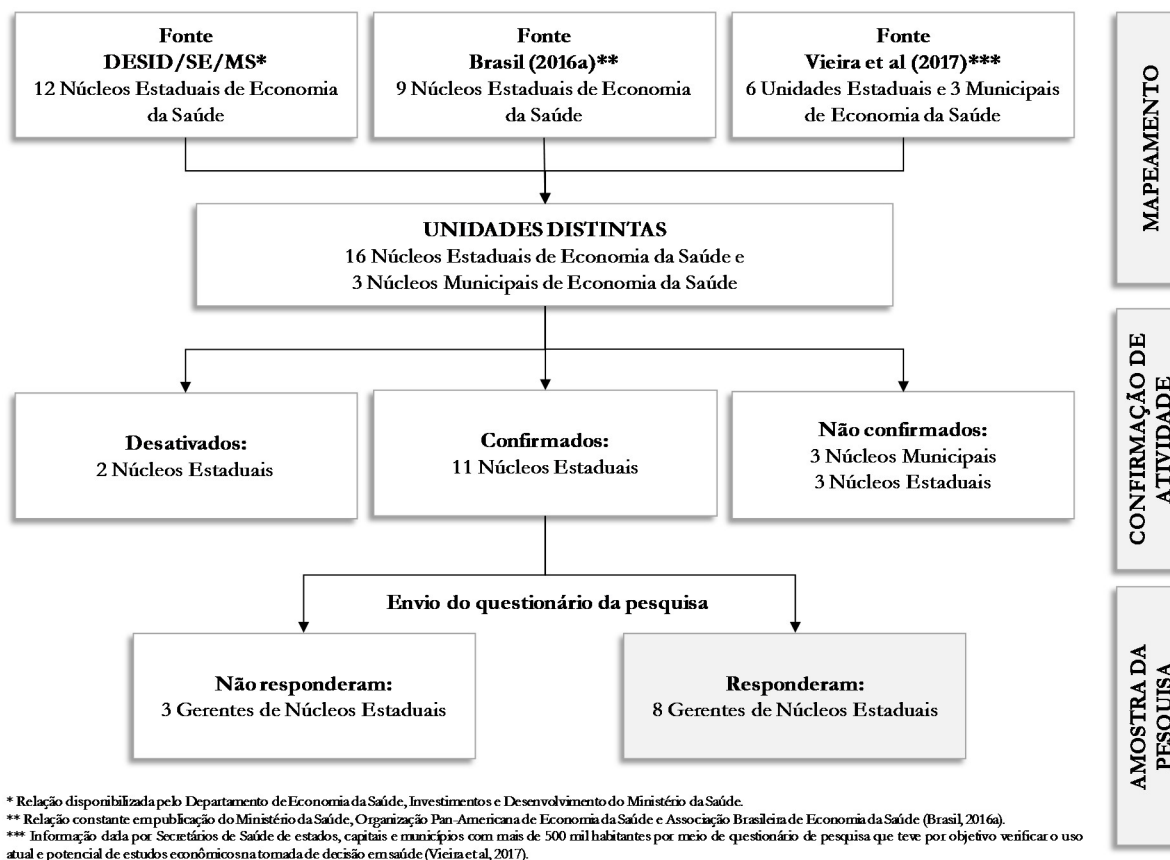 Fonte
DESID/SE/MS*
12 Núcleos Estaduais de Economia
da Saúde
Fonte
Brasil (2016a)**
9 Núcleos Estaduais de Economia
da Saúde
Fonte
Vieira et al (2017)***
6 Unidades Estaduais e 3 Municipais
de Economia da Saúde
MAPEAMENTO
UNIDADES DISTINTAS
16 Núcleos Estaduais de Economia da Saúde e
3 Núcleos Municipais de Economia da Saúde
Desativados:
2 Núcleos Estaduais
Confirmados:
11 Núcleos Estaduais
Não confirmados:
3 Núcleos Municipais
3 Núcleos Estaduais
CONFIRMAÇÃO DE
ATIVIDADE
Envio do questionário da pesquisa
Não responderam:
3 Gerentes de Núcleos Estaduais
Responderam:
8 Gerentes de Núcleos Estaduais
AMOSTRA DA
PESQUISA
* Relação disponibilizada pelo Departamento de Economia da Saúde, Investimentos e Desenvolvimento do Ministério da Saúde.
** Relação constante em publicação do Ministério da Saúde, Organização Pan-Americana de Economia da Saúde e Associação Brasileira de Economia da Saúde (Brasil, 2016a).
*** Informação dada por Secretários de Saúde de estados, capitais e municípios com mais de 500 mil habitantes por meio de questionário de pesquisa que teve por objetivo verificar o uso
atual e potencial de estudos econômicos na tomada de decisão em saúde (Vieira et al, 2017).